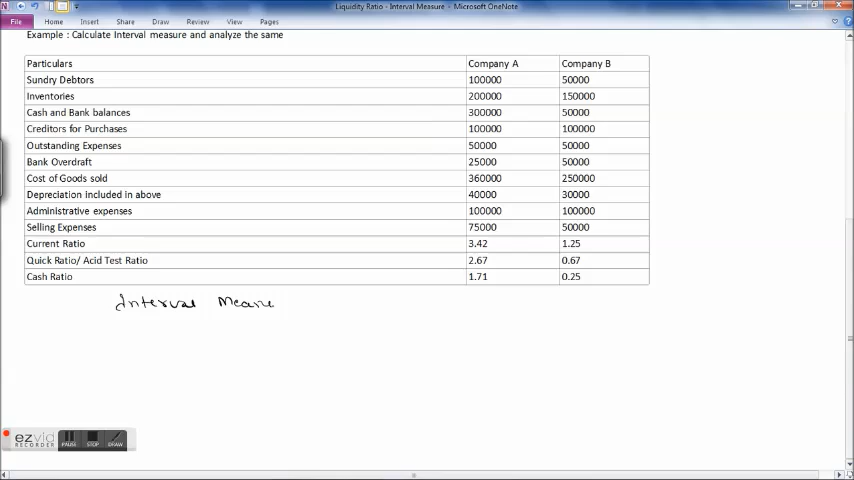 Liquidity Ratio - Interval Measure - Microsoft OneNote
File Home Insert Share Draw Review View Pages
Example : Calculate Interval measure and analyze the same
Particulars Company A Company B
Sundry Debtors 100000 50000
Inventories 200000 150000
Cash and Bank balances 300000 50000
Creditors for Purchases 100000 100000
Outstanding Expenses 50000 50000
Bank Overdraft 25000 50000
Cost of Goods sold 360000 250000
Depreciation included in above 40000 30000
Administrative expenses 100000 100000
Selling Expenses 75000 50000
Current Ratio 3.42 1.25
Quick Ratio/ Acid Test Ratio 2.67 0.67
Cash Ratio 1.71 0.25
Interval
ezvid
RECORDER
PAUSE STOP DRAW